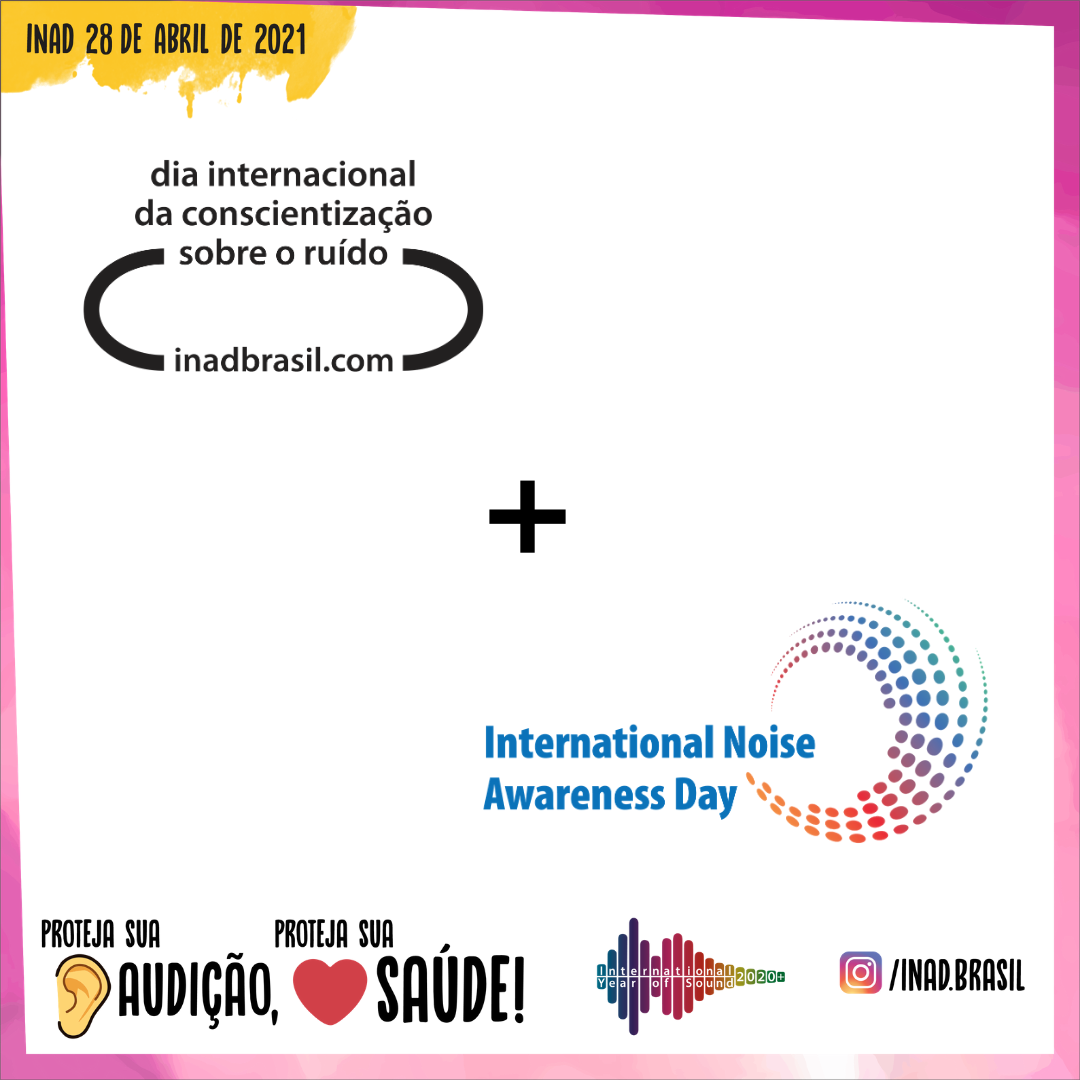 INAD 28 DE ABRIL DE 2021
dia internacional
da conscientização
sobre o ruído
inadbrasil.com
+
International Noise
Awareness Day
PROTEJA SUA
AUDIÇÃO,
PROTEJA SUA
SAÚDE!
International
Year of Sound
2020+
/INAD.BRASIL